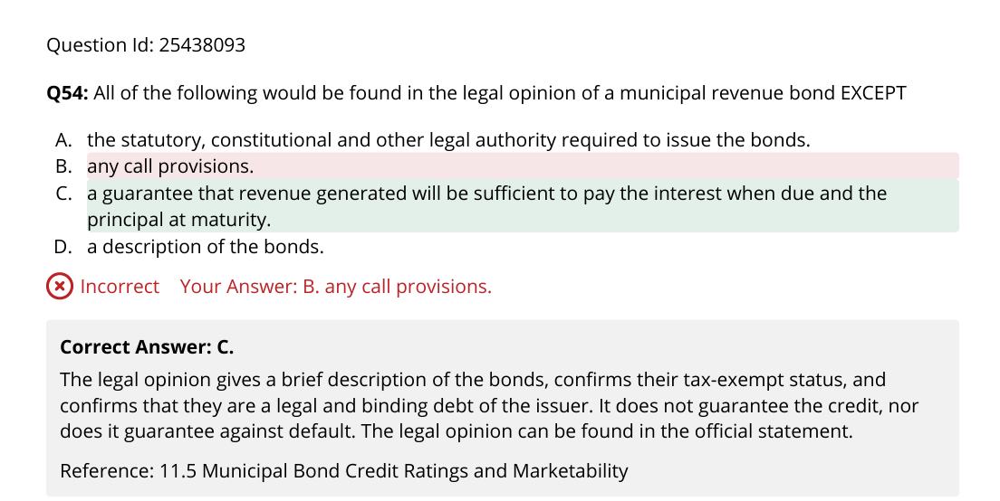 Question Id: 25438093
Q54: All of the following would be found in the legal opinion of a municipal revenue bond EXCEPT
A. the statutory, constitutional and other legal authority required to issue the bonds.
B. any call provisions.
C. a guarantee that revenue generated will be sufficient to pay the interest when due and the
principal at maturity.
D. a description of the bonds.
Incorrect Your Answer: B. any call provisions.
Correct Answer: C.
The legal opinion gives a brief description of the bonds, confirms their tax-exempt status, and
confirms that they are a legal and binding debt of the issuer. It does not guarantee the credit, nor
does it guarantee against default. The legal opinion can be found in the official statement.
Reference: 11.5 Municipal Bond Credit Ratings and Marketability